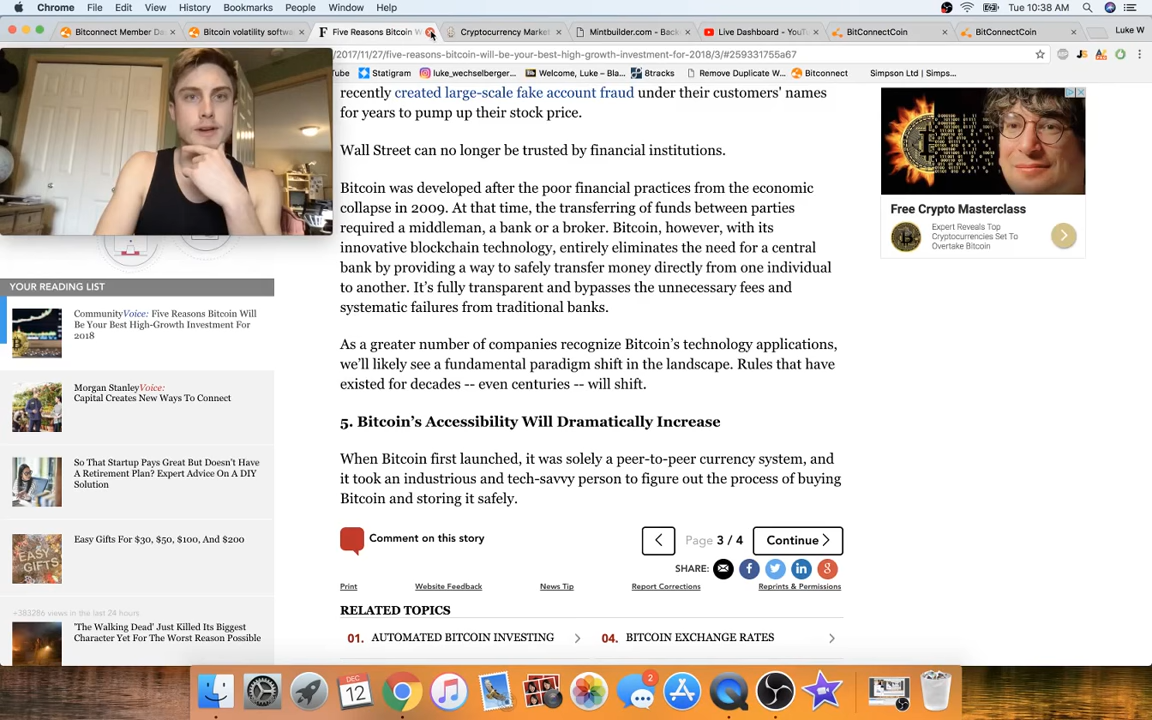 Chrome File Edit View History Bookmarks People Window Help Tue 10:38 AM
Bitconnect Member Da Bitcoin volatility softwa Five Reasons Bitcoin W Cryptocurrency Market Mintbuilder.com - Back Live Dashboard - YouTu BitConnectCoin BitConnectCoin Luke W
/2017/11/27/five-reasons-bitcoin-will-be-your-best-high-growth-investment-for-2018/3/#259331755a67
Tube Statigram luke_wechselberger... Welcome, Luke – Bla... Btracks Remove Duplicate W... Bitconnect Simpson Ltd | Simps...
recently created large-scale fake account fraud under their customers' names
for years to pump up their stock price.
Wall Street can no longer be trusted by financial institutions.
Bitcoin was developed after the poor financial practices from the economic
collapse in 2009. At that time, the transferring of funds between parties
required a middleman, a bank or a broker. Bitcoin, however, with its
innovative blockchain technology, entirely eliminates the need for a central
bank by providing a way to safely transfer money directly from one individual
to another. It's fully transparent and bypasses the unnecessary fees and
systematic failures from traditional banks.
As a greater number of companies recognize Bitcoin's technology applications,
we'll likely see a fundamental paradigm shift in the landscape. Rules that have
existed for decades -- even centuries -- will shift.
5. Bitcoin's Accessibility Will Dramatically Increase
When Bitcoin first launched, it was solely a peer-to-peer currency system, and
it took an industrious and tech-savvy person to figure out the process of buying
Bitcoin and storing it safely.
Comment on this story
Page 3 / 4
Continue
SHARE:
Print Website Feedback News Tip Report Corrections Reprints & Permissions
RELATED TOPICS
01. AUTOMATED BITCOIN INVESTING 04. BITCOIN EXCHANGE RATES
Free Crypto Masterclass
Expert Reveals Top
Cryptocurrencies Set To
Overtake Bitcoin
YOUR READING LIST
CommunityVoice: Five Reasons Bitcoin Will
Be Your Best High-Growth Investment For
2018
Morgan StanleyVoice:
Capital Creates New Ways To Connect
So That Startup Pays Great But Doesn't Have
A Retirement Plan? Expert Advice On A DIY
Solution
Easy Gifts For $30, $50, $100, And $200
+383286 views in the last 24 hours
'The Walking Dead' Just Killed Its Biggest
Character Yet For The Worst Reason Possible
EASY
GIFTS
DEC
12
2